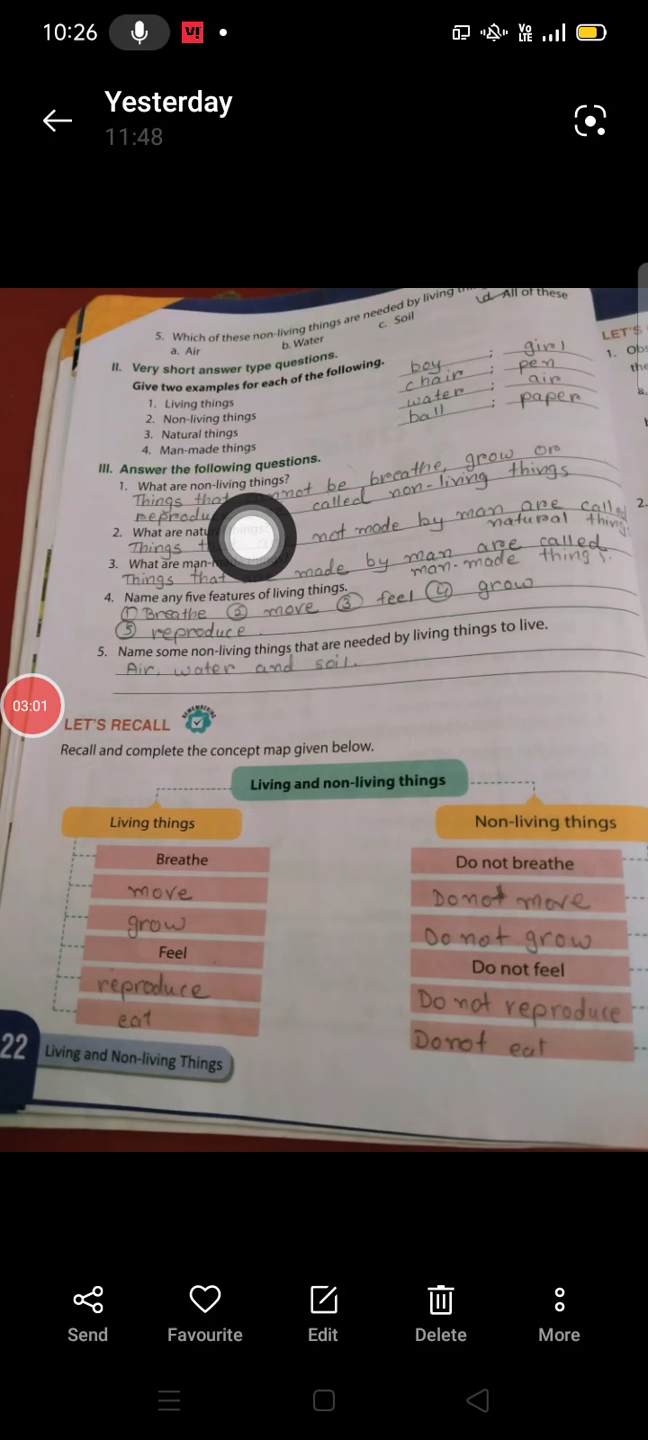 10:26
Vo LTE
Yesterday
11:48
5. Which of these non-living things are needed by living
a. Air b. Water c. Soil d. All of these
II. Very short answer type questions.
Give two examples for each of the following.
1. Living things boy ; girl
2. Non-living things chair ; pen
3. Natural things water ; air
4. Man-made things ball ; paper
III. Answer the following questions.
1. What are non-living things?
Things that not be breathe, grow or
called non-living things
2. What are
Things not made by man are called
natural things
3. What are man-
Things that made by man are called
man-made things.
4. Name any five features of living things.
① Breathe ② move ③ feel ④ grow
⑤ reproduce.
5. Name some non-living things that are needed by living things to live.
Air, water and soil.
LET'S
1. Obs
the
a.
2.
03:01
REMEMBERING
LET'S RECALL
Recall and complete the concept map given below.
Living and non-living things
Living things
Breathe
move
grow
Feel
reproduce
eat
Non-living things
Do not breathe
Do not move
Do not grow
Do not feel
Do not reproduce
Do not eat
22 Living and Non-living Things
Send Favourite Edit Delete More